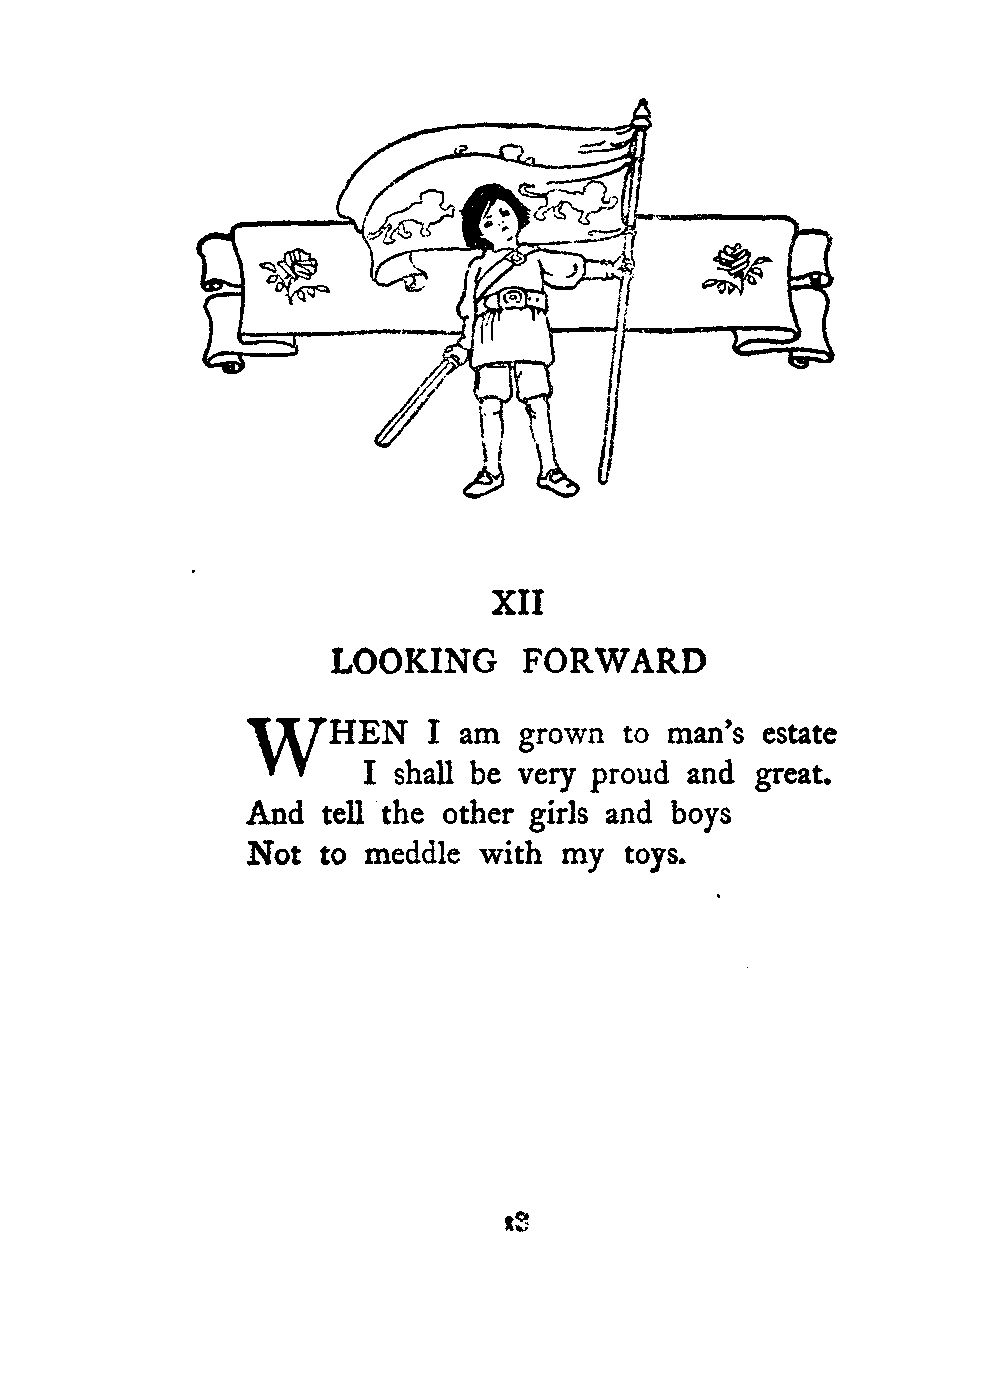 XII
LOOKING FORWARD
WHEN I am grown to man's estate
I shall be very proud and great.
And tell the other girls and boys
Not to meddle with my toys.